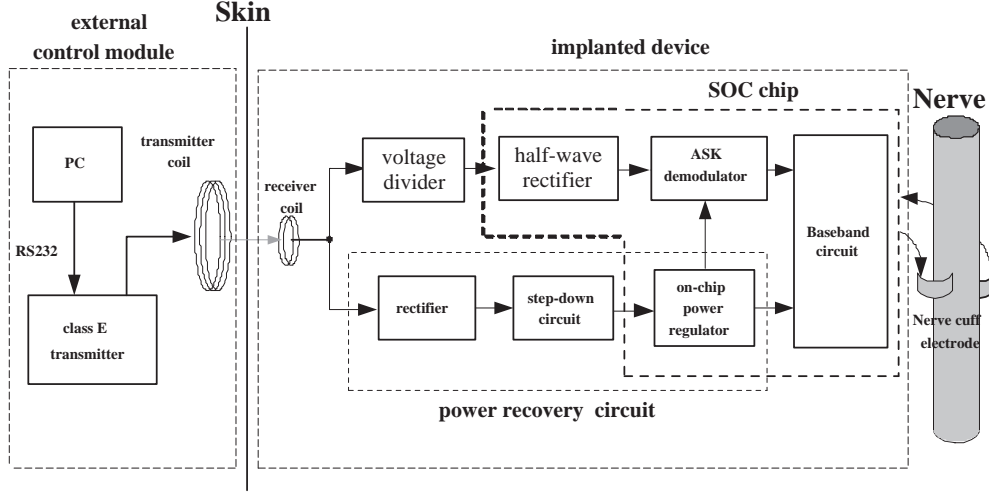 external
control module
Skin
implanted device
SOC chip
Nerve
PC
transmitter
coil
RS232
class E
transmitter
receiver
coil
voltage
divider
half-wave
rectifier
ASK
demodulator
Baseband
circuit
rectifier
step-down
circuit
on-chip
power
regulator
Nerve cuff
electrode
power recovery circuit